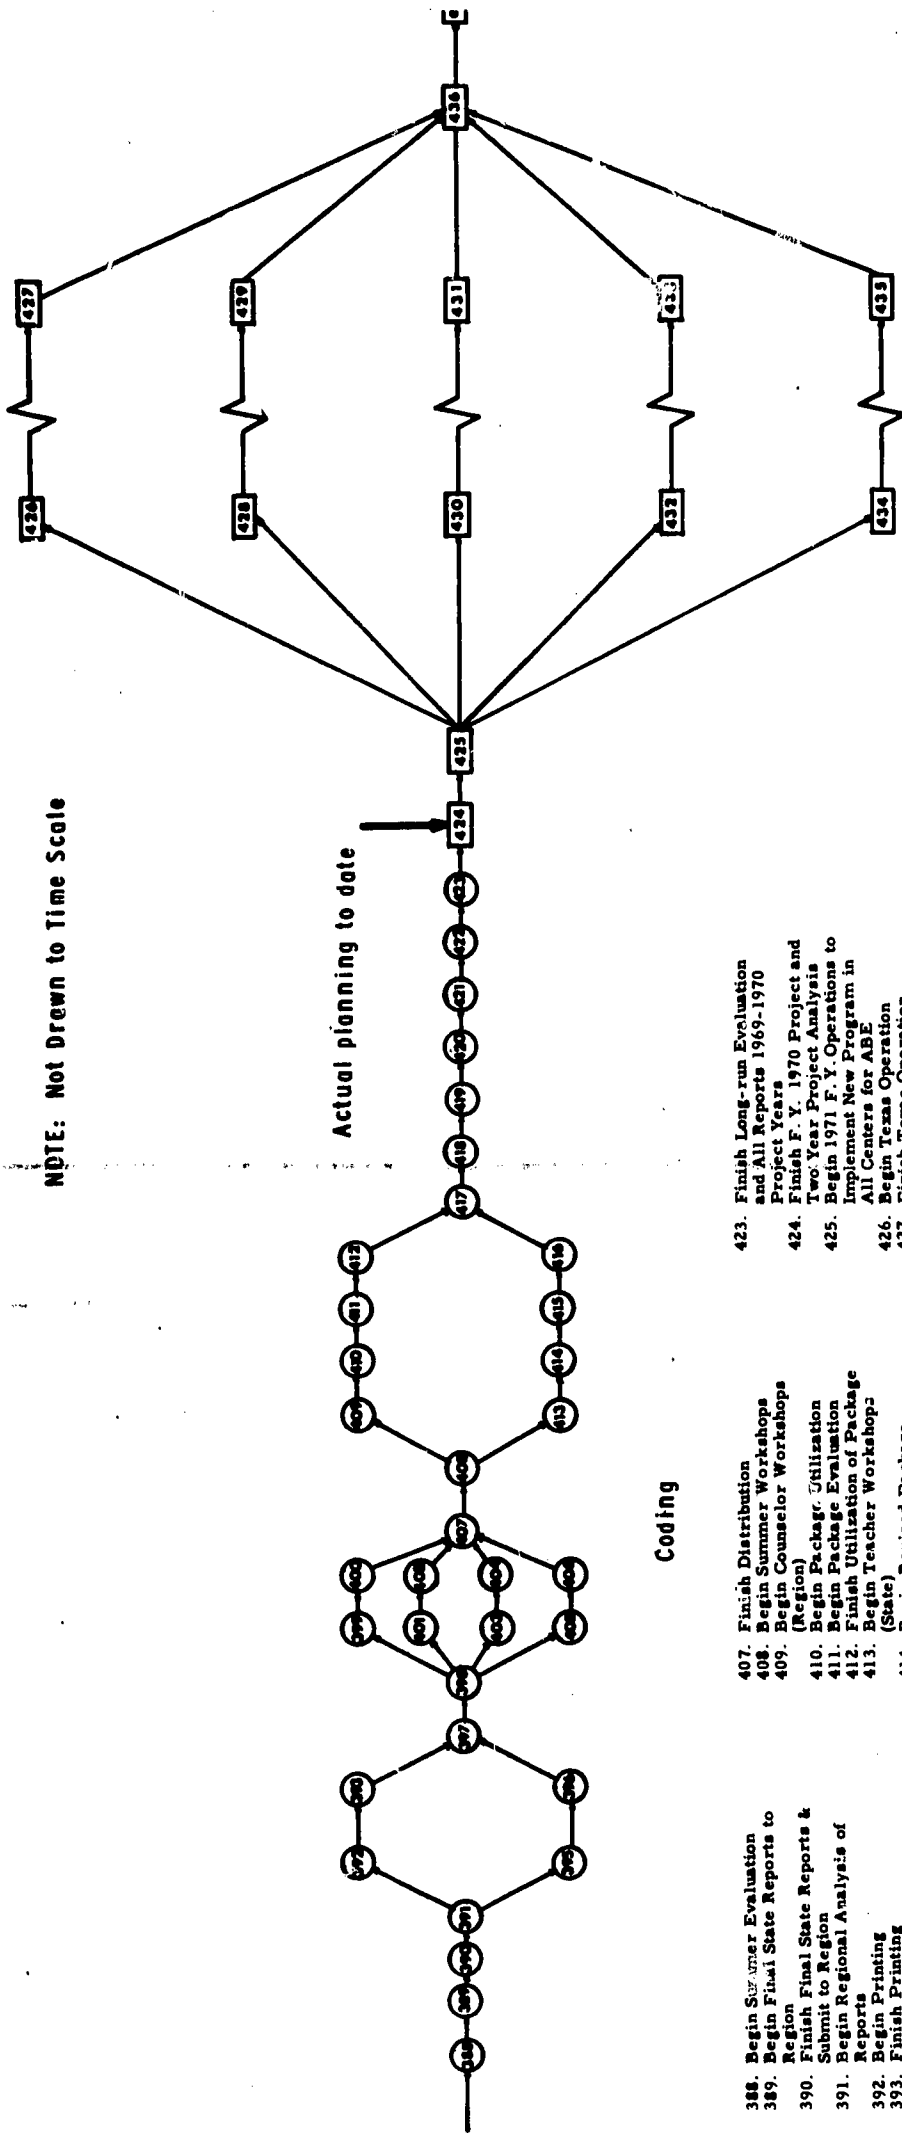 NOTE: Not Drawn to Time Scale
Actual planning to date
388
389
390
391
392
393
395
396
397
398
399
401
403
407
408
409
410
411
412
413
414
415
416
417
418
419
420
421
422
423
424
425
426
427
428
429
430
431
432
434
435
436
Coding
388. Begin Summer Evaluation
389. Begin Final State Reports to
Region
390. Finish Final State Reports &
Submit to Region
391. Begin Regional Analysis of
Reports
392. Begin Printing
393. Finish Printing
407. Finish Distribution
408. Begin Summer Workshops
409. Begin Counselor Workshops
(Region)
410. Begin Package Utilization
411. Begin Package Evaluation
412. Finish Utilization of Package
413. Begin Teacher Workshops
(State)
423. Finish Long-run Evaluation
and All Reports 1969-1970
Project Years
424. Finish F. Y. 1970 Project and
Two Year Project Analysis
425. Begin 1971 F. Y. Operations to
Implement New Program in
All Centers for ABE
426. Begin Texas Operation